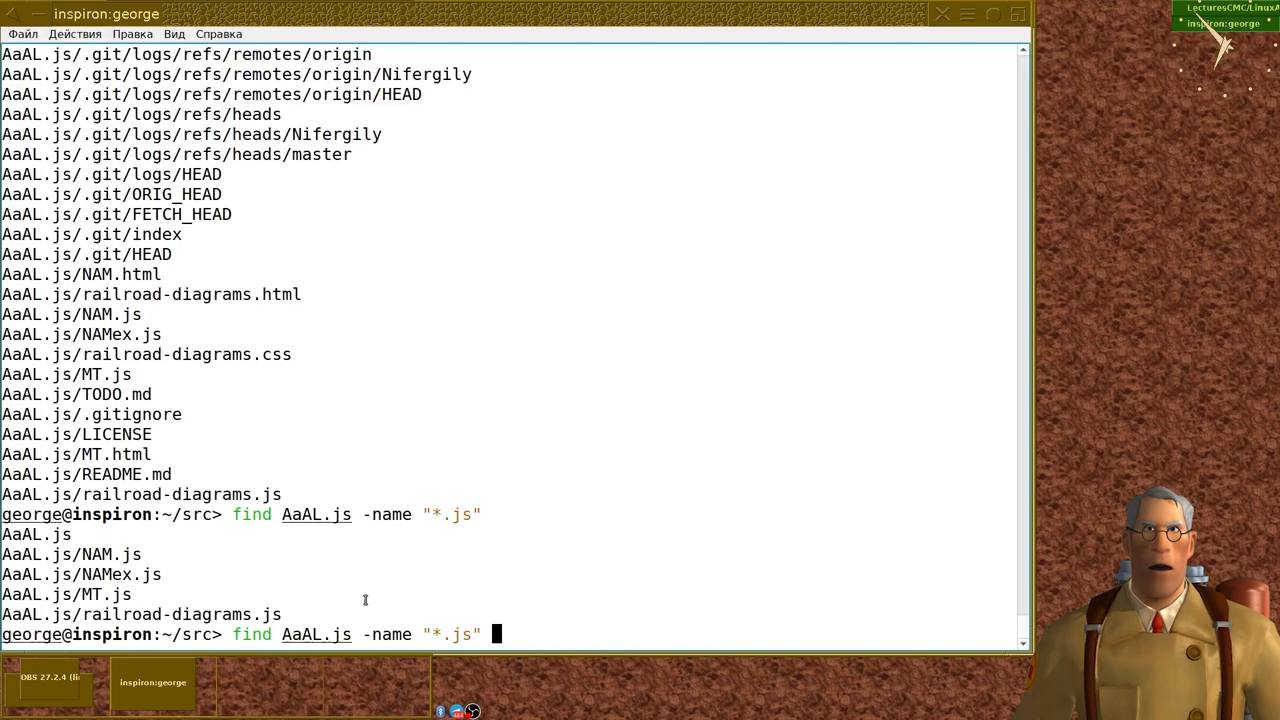 inspiron:george
Файл Действия Правка Вид Справка
AaAL.js/.git/logs/refs/remotes/origin
AaAL.js/.git/logs/refs/remotes/origin/Nifergily
AaAL.js/.git/logs/refs/remotes/origin/HEAD
AaAL.js/.git/logs/refs/heads
AaAL.js/.git/logs/refs/heads/Nifergily
AaAL.js/.git/logs/refs/heads/master
AaAL.js/.git/logs/HEAD
AaAL.js/.git/ORIG_HEAD
AaAL.js/.git/FETCH_HEAD
AaAL.js/.git/index
AaAL.js/.git/HEAD
AaAL.js/NAM.html
AaAL.js/railroad-diagrams.html
AaAL.js/NAM.js
AaAL.js/NAMex.js
AaAL.js/railroad-diagrams.css
AaAL.js/MT.js
AaAL.js/TODO.md
AaAL.js/.gitignore
AaAL.js/LICENSE
AaAL.js/MT.html
AaAL.js/README.md
AaAL.js/railroad-diagrams.js
george@inspiron:~/src> find AaAL.js -name "*.js"
AaAL.js
AaAL.js/NAM.js
AaAL.js/NAMex.js
AaAL.js/MT.js
AaAL.js/railroad-diagrams.js
george@inspiron:~/src> find AaAL.js -name "*.js"
LecturesCMC/LinuxA
inspiron:george
OBS 27.2.4 (li
inspiron:george